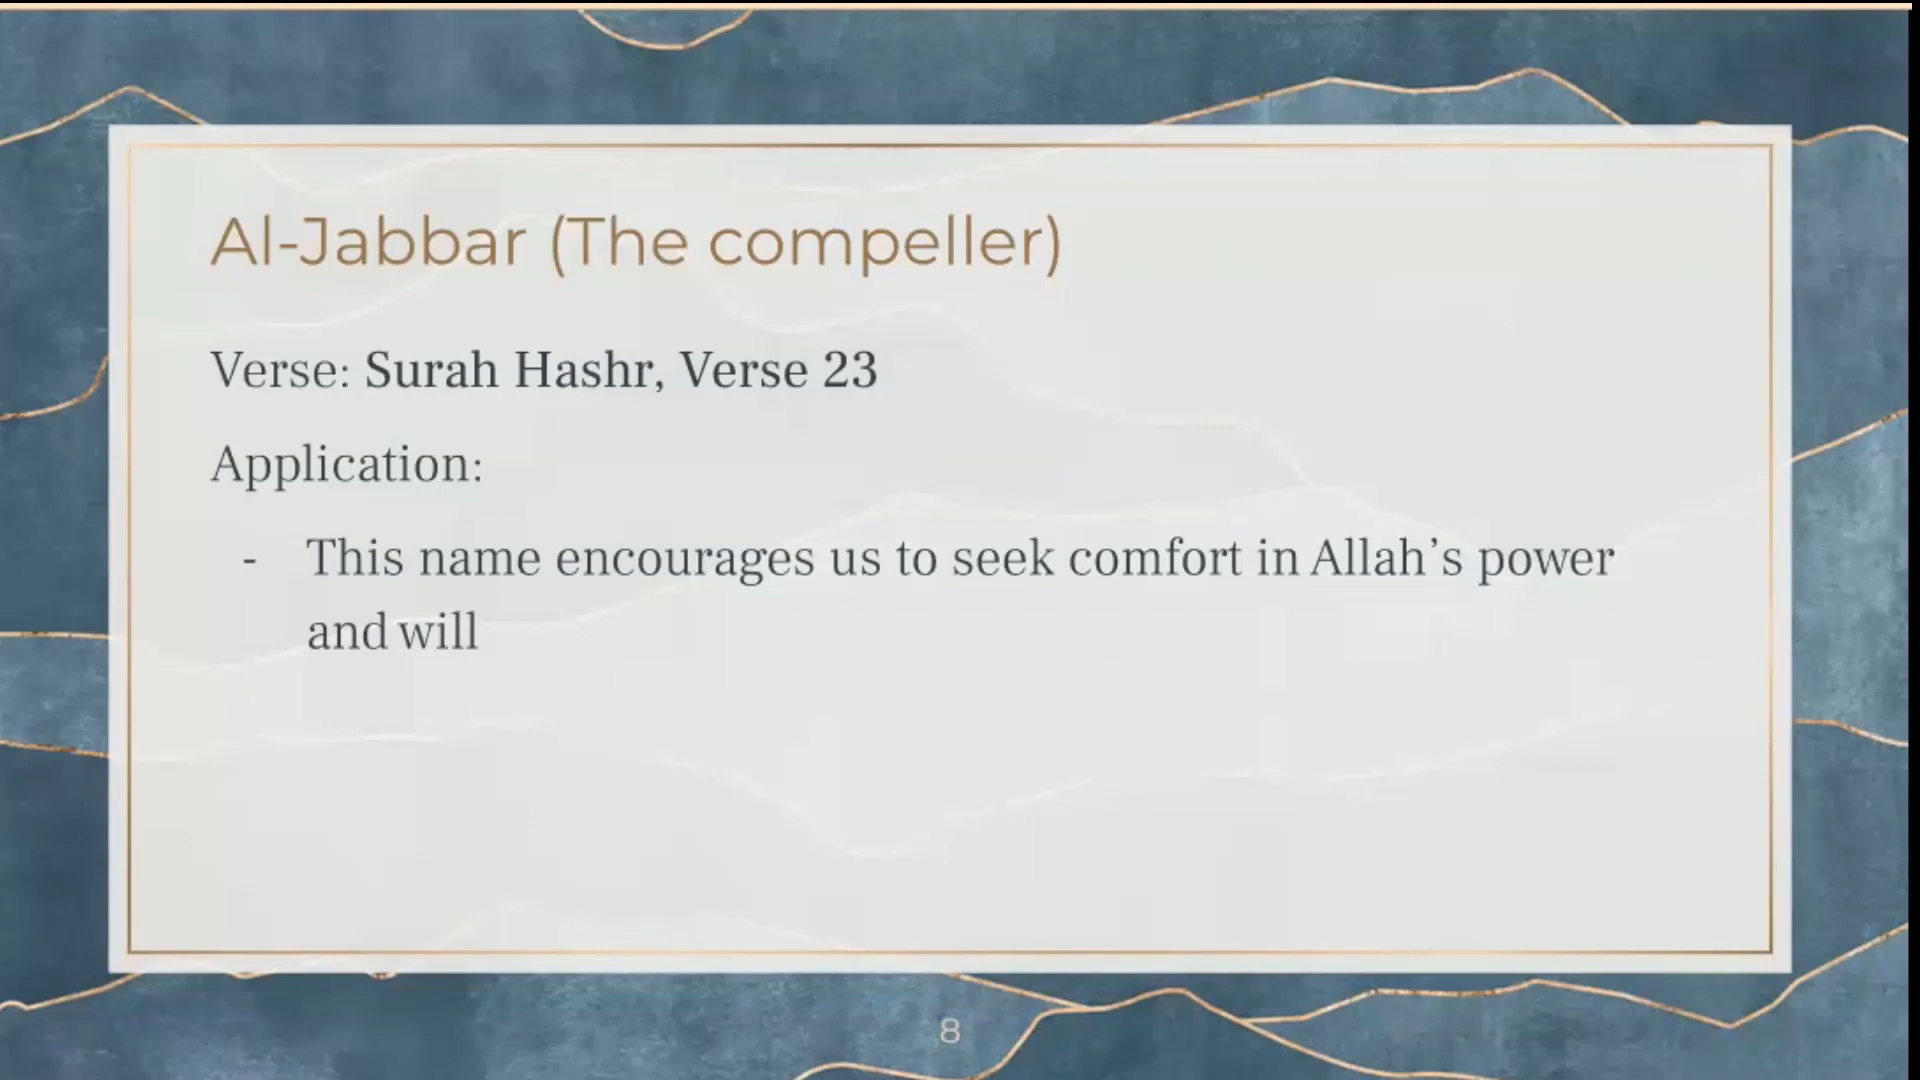 Al-Jabbar (The compeller)
Verse: Surah Hashr, Verse 23
Application:
- This name encourages us to seek comfort in Allah’s power
and will
8